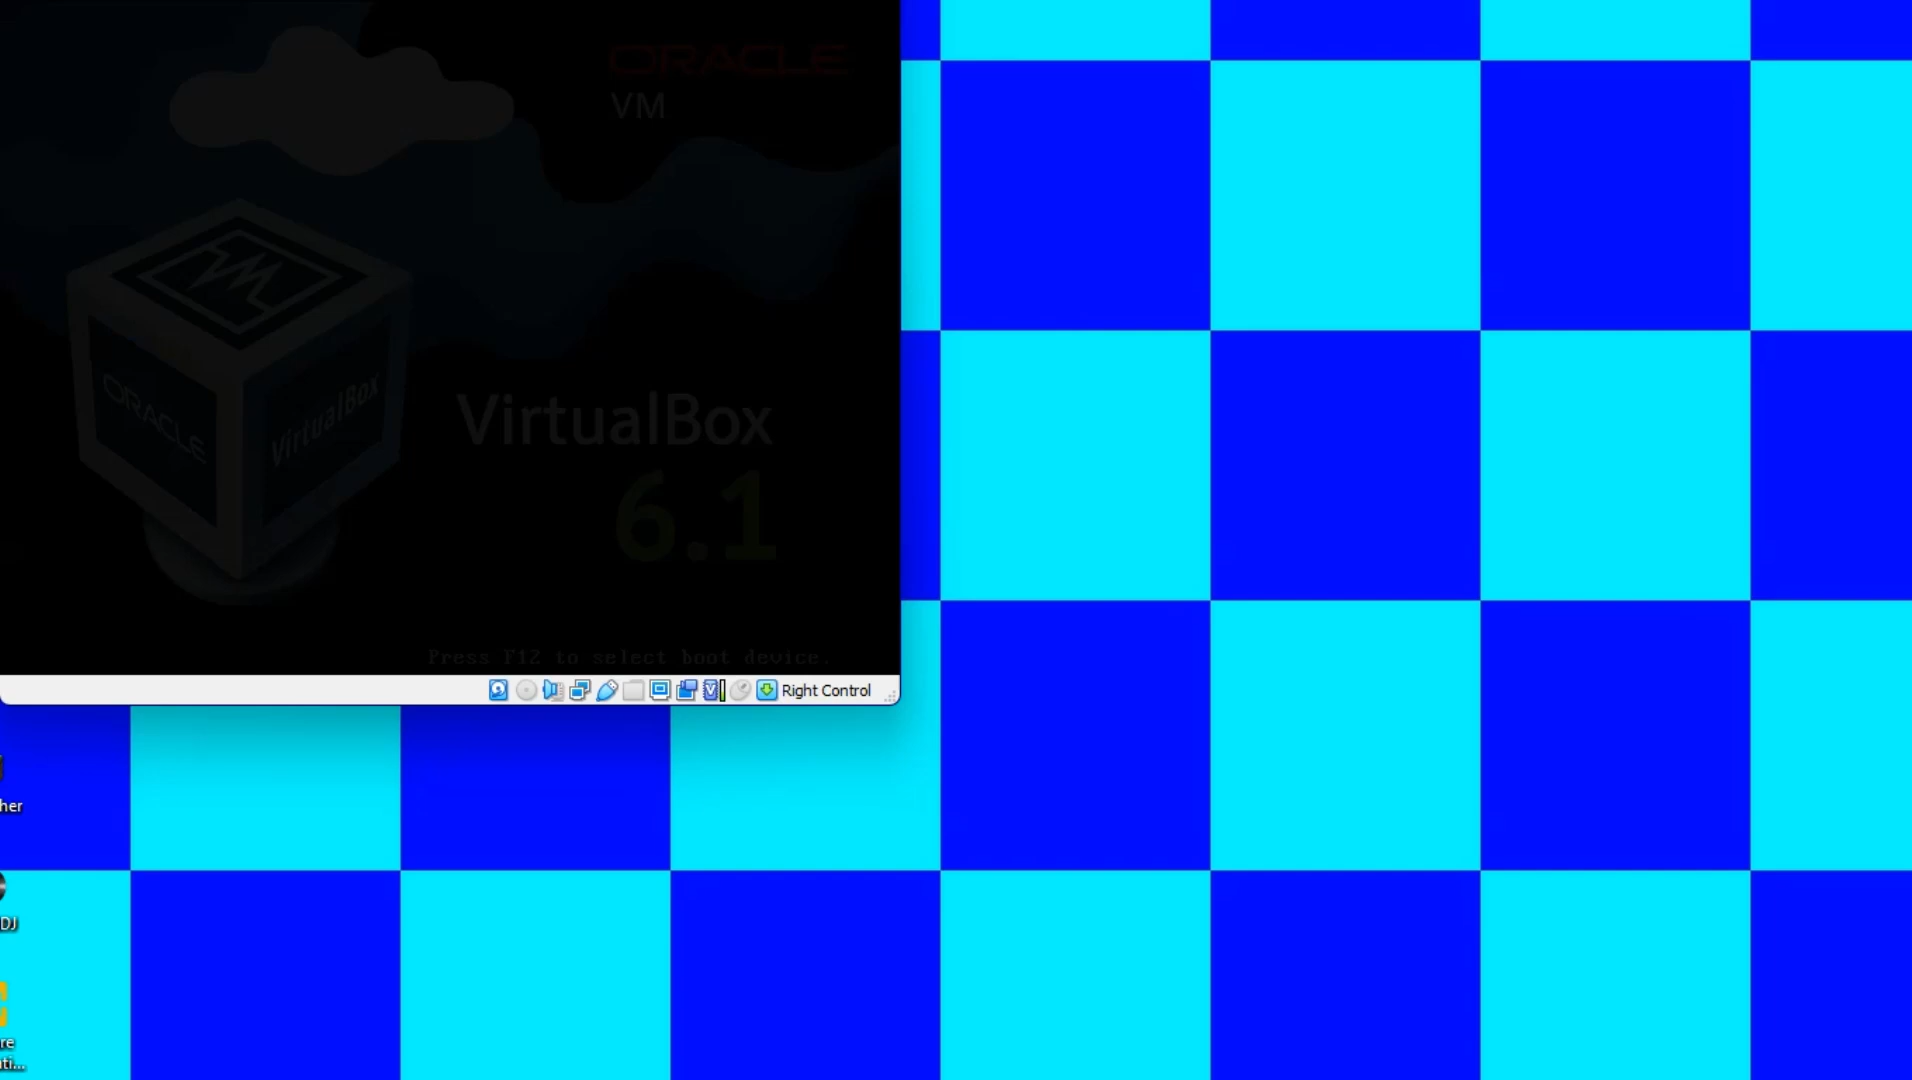 ORACLE
VM
ORACLE
VirtualBox
VirtualBox
6.1
Press F12 to select boot device.
Right Control
her
DJ
re
ti...